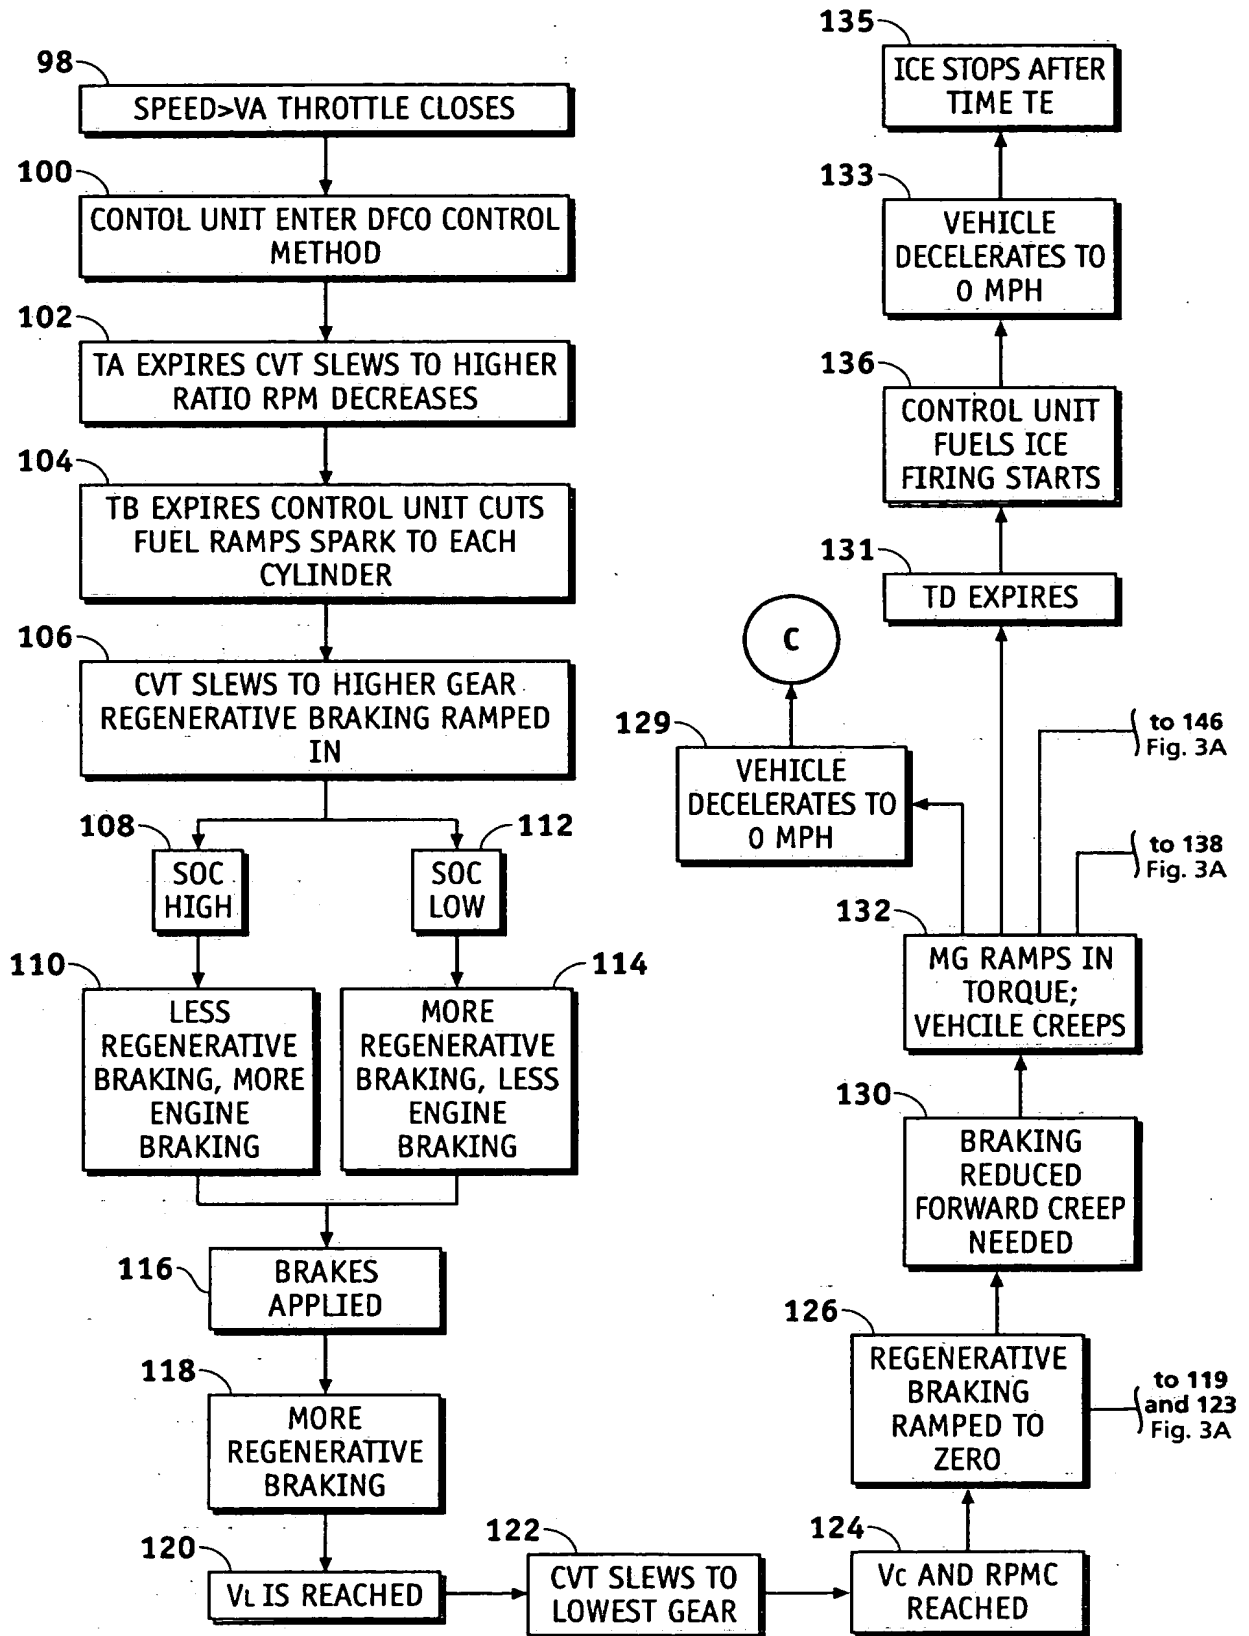 98
SPEED>VA THROTTLE CLOSES
100
CONTOL UNIT ENTER DFCO CONTROL
METHOD
102
TA EXPIRES CVT SLEWS TO HIGHER
RATIO RPM DECREASES
104
TB EXPIRES CONTROL UNIT CUTS
FUEL RAMPS SPARK TO EACH
CYLINDER
106
CVT SLEWS TO HIGHER GEAR
REGENERATIVE BRAKING RAMPED
IN
108
SOC
HIGH
112
SOC
LOW
110
LESS
REGENERATIVE
BRAKING, MORE
ENGINE
BRAKING
114
MORE
REGENERATIVE
BRAKING, LESS
ENGINE
BRAKING
116
BRAKES
APPLIED
118
MORE
REGENERATIVE
BRAKING
120
VL IS REACHED
122
CVT SLEWS TO
LOWEST GEAR
124
VC AND RPMC
REACHED
126
REGENERATIVE
BRAKING
RAMPED TO
ZERO
to 119
and 123
Fig. 3A
130
BRAKING
REDUCED
FORWARD CREEP
NEEDED
132
MG RAMPS IN
TORQUE;
VEHCILE CREEPS
to 138
Fig. 3A
to 146
Fig. 3A
129
VEHICLE
DECELERATES TO
0 MPH
C
131
TD EXPIRES
136
CONTROL UNIT
FUELS ICE
FIRING STARTS
133
VEHICLE
DECELERATES TO
0 MPH
135
ICE STOPS AFTER
TIME TE